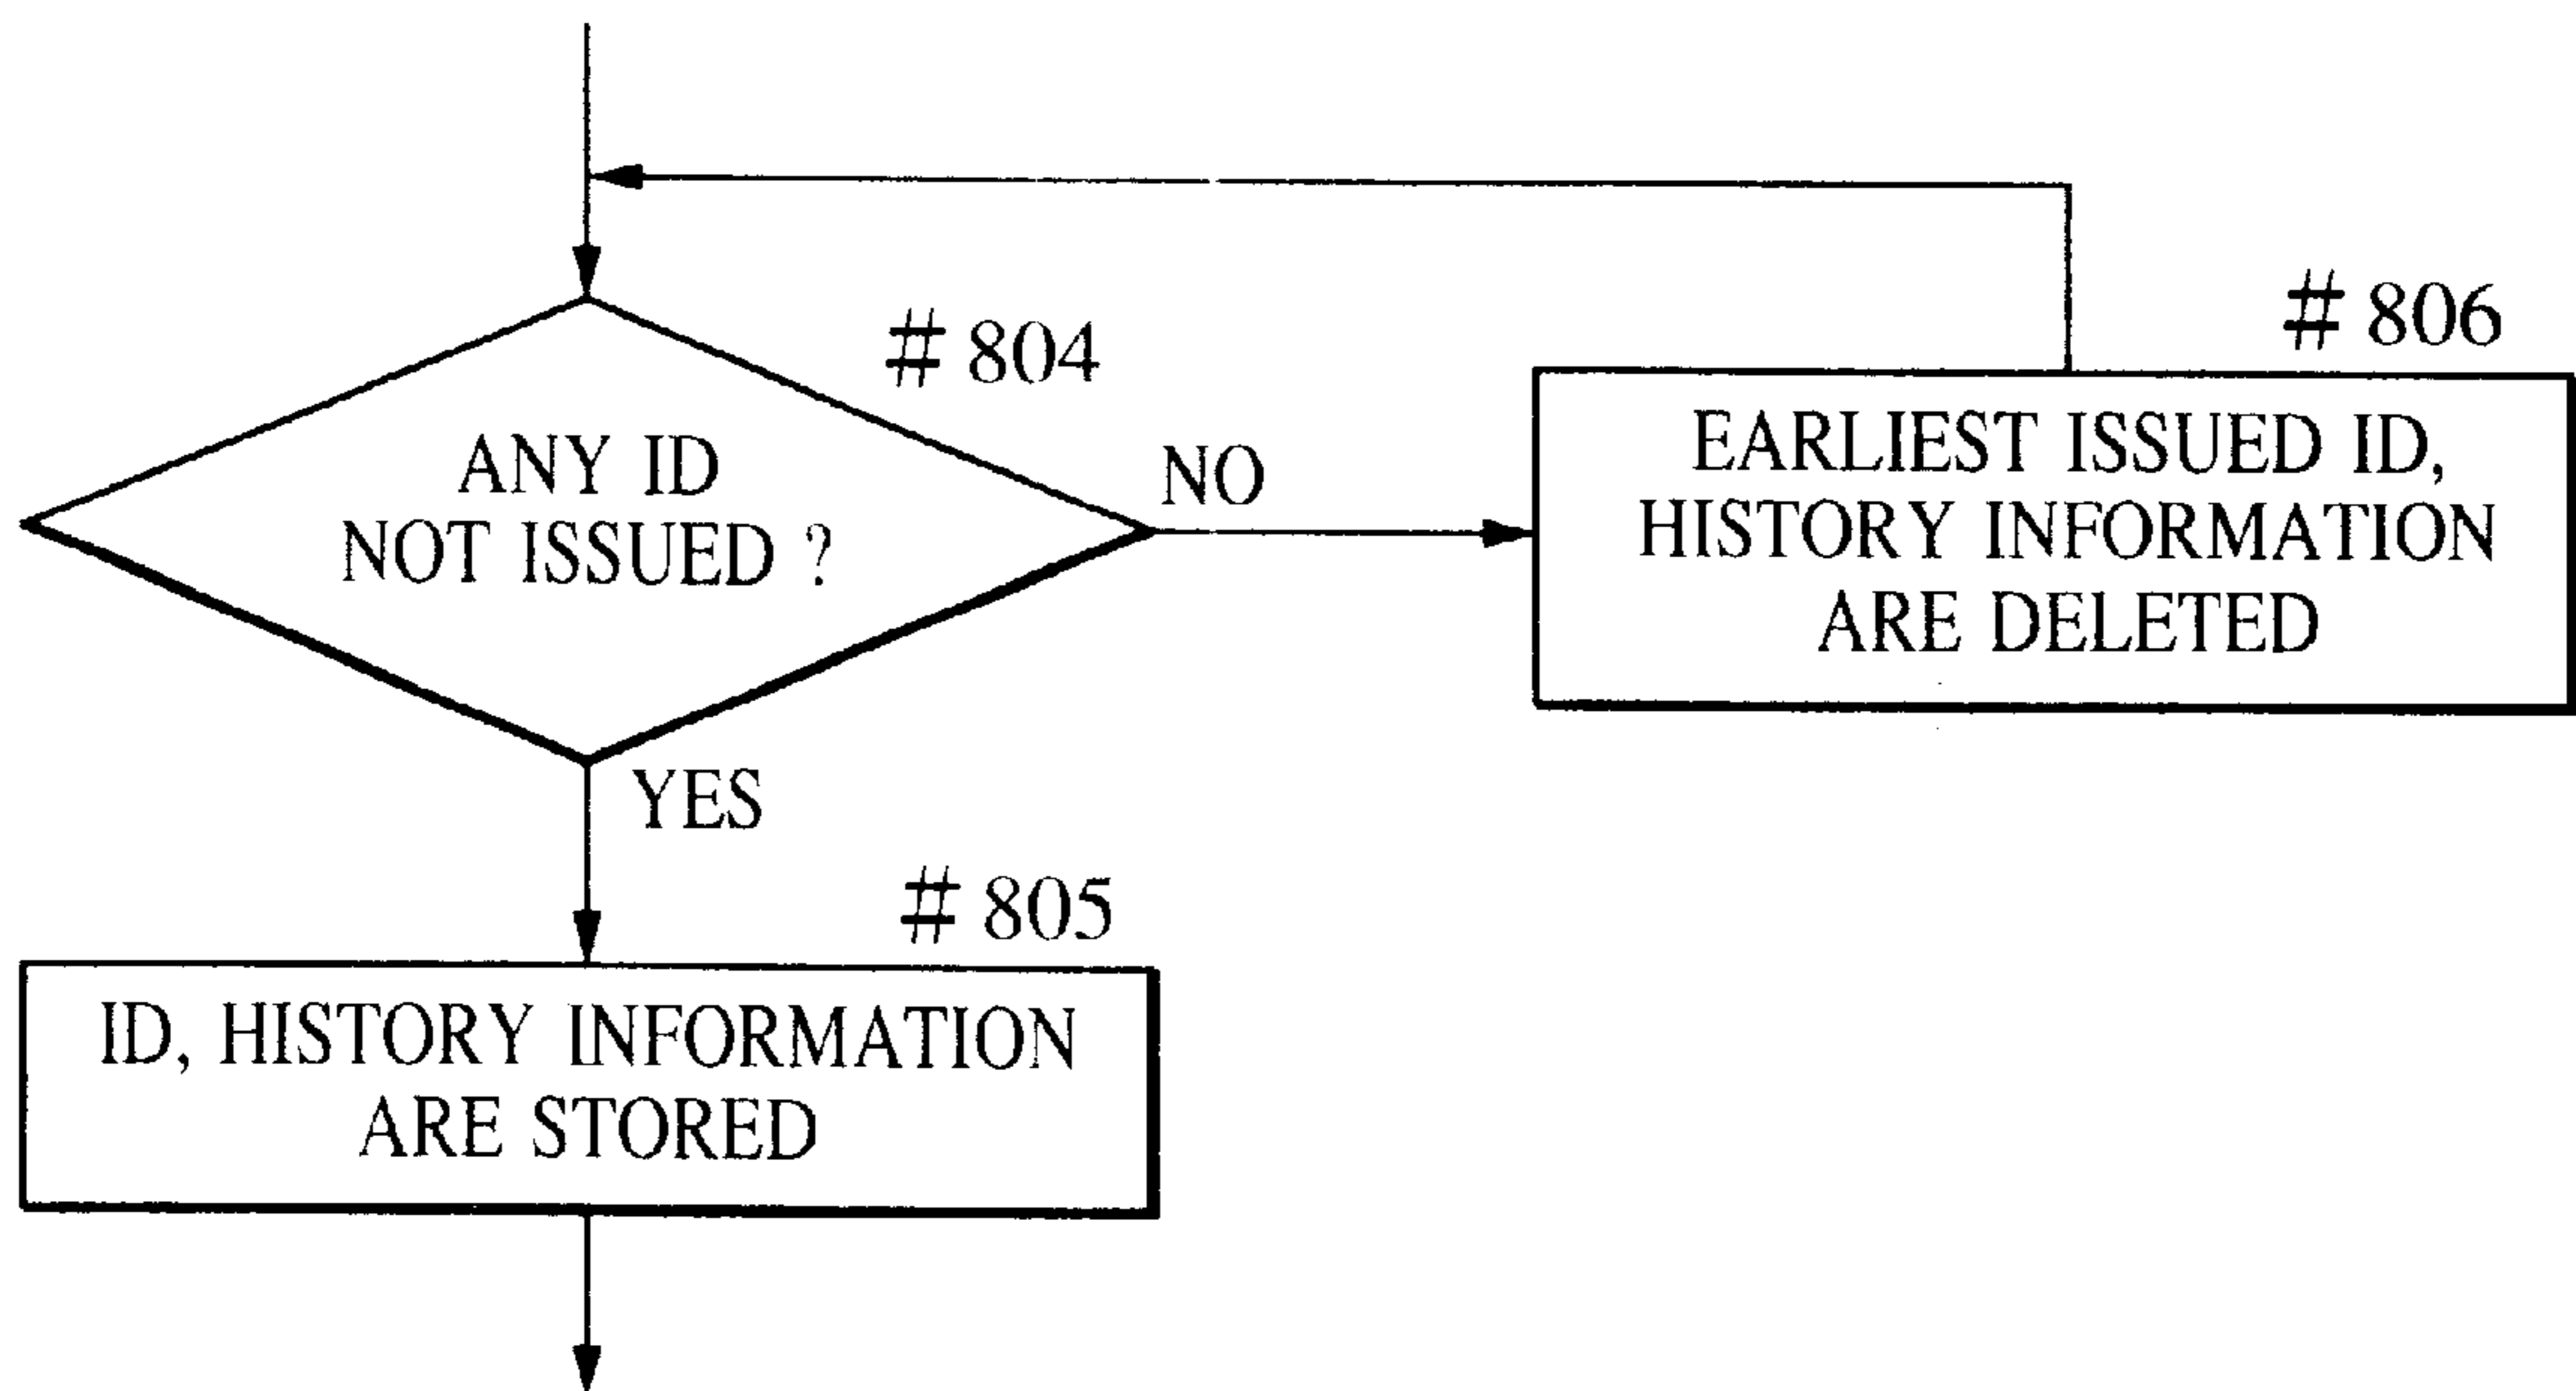 # 804
ANY ID
NOT ISSUED ?
NO
# 806
EARLIEST ISSUED ID,
HISTORY INFORMATION
ARE DELETED
YES
# 805
ID, HISTORY INFORMATION
ARE STORED